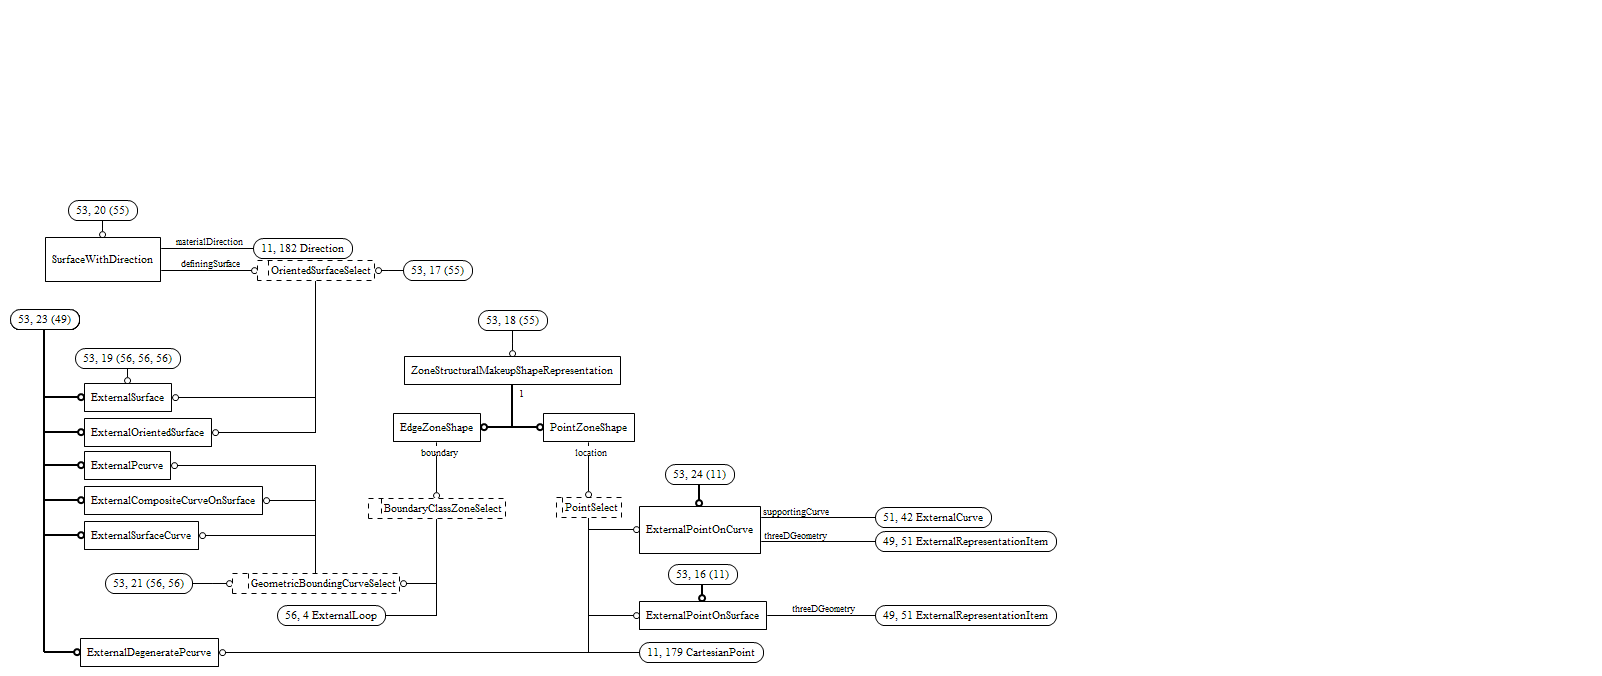 53, 20 (55)
materialDirection
11, 182 Direction
SurfaceWithDirection
definingSurface
OrientedSurfaceSelect
53, 17 (55)
53, 23 (49)
53, 18 (55)
53, 19 (56, 56, 56)
ZoneStructuralMakeupShapeRepresentation
1
ExternalSurface
EdgeZoneShape
PointZoneShape
ExternalOrientedSurface
boundary
location
ExternalPcurve
53, 24 (11)
ExternalCompositeCurveOnSurface
BoundaryClassZoneSelect
PointSelect
supportingCurve
51, 42 ExternalCurve
ExternalPointOnCurve
ExternalSurfaceCurve
threeDGeometry
49, 51 ExternalRepresentationItem
53, 16 (11)
53, 21 (56, 56)
GeometricBoundingCurveSelect
56, 4 ExternalLoop
ExternalPointOnSurface
threeDGeometry
49, 51 ExternalRepresentationItem
ExternalDegeneratePcurve
11, 179 CartesianPoint